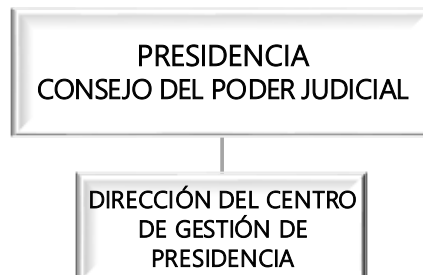 PRESIDENCIA
CONSEJO DEL PODER JUDICIAL
DIRECCIÓN DEL CENTRO
DE GESTIÓN DE
PRESIDENCIA